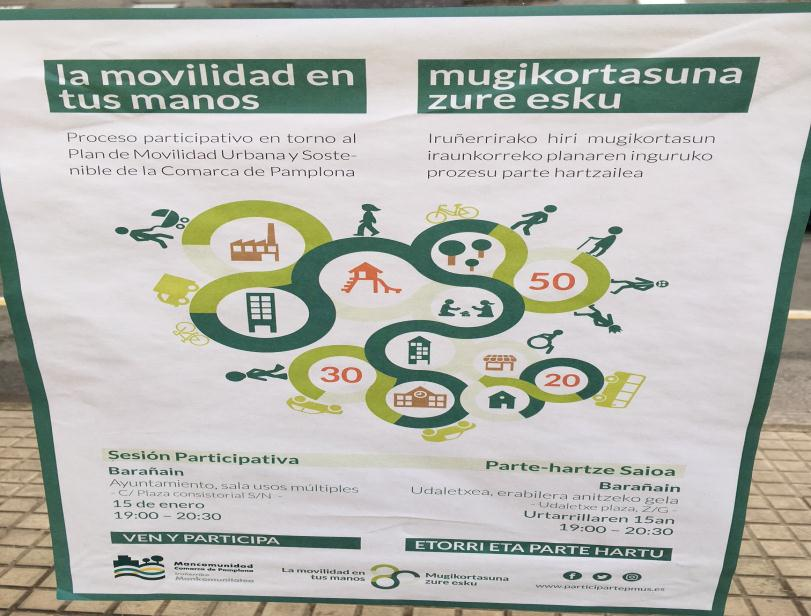 la movilidad en
tus manos
Proceso participativo en torno al
Plan de Movilidad Urbana y Soste-
nible de la Comarca de Pamplona
mugikortasuna
zure esku
Iruñerrirako hiri mugikortasun
iraunkorreko planaren inguruko
prozesu parte hartzailea
50
30
20
Sesión Participativa
Barañain
Ayuntamiento, sala usos múltiples
- C/ Plaza consistorial S/N -
15 de enero
19:00 – 20:30
VEN Y PARTICIPA
Parte-hartze Saioa
Barañain
Udaletxea, erabilera anitzeko gela
- Udaletxe plaza, Z/G -
Urtarrillaren 15an
19:00 – 20:30
ETORRI ETA PARTE HARTU
Mancomunidad
Comarca de Pamplona
Iruñerriko
Mankomunitatea
La movilidad en
tus manos
Mugikortasuna
zure esku
www.participartepmus.es